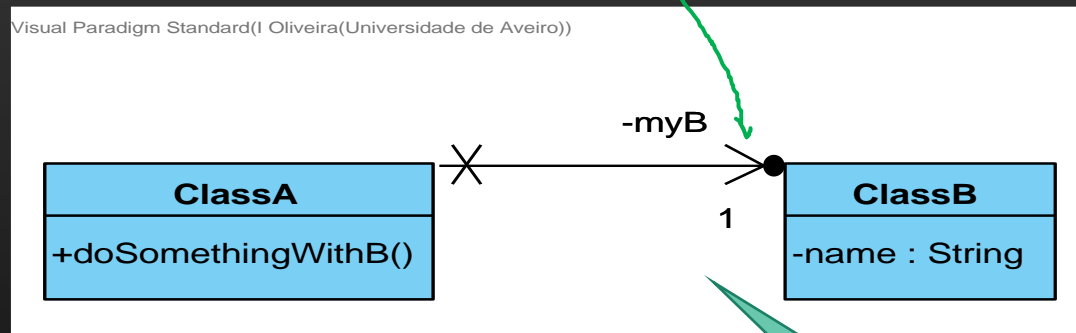 Visual Paradigm Standard(I Oliveira(Universidade de Aveiro))
-myB
1
ClassA
+doSomethingWithB()
ClassB
-name : String